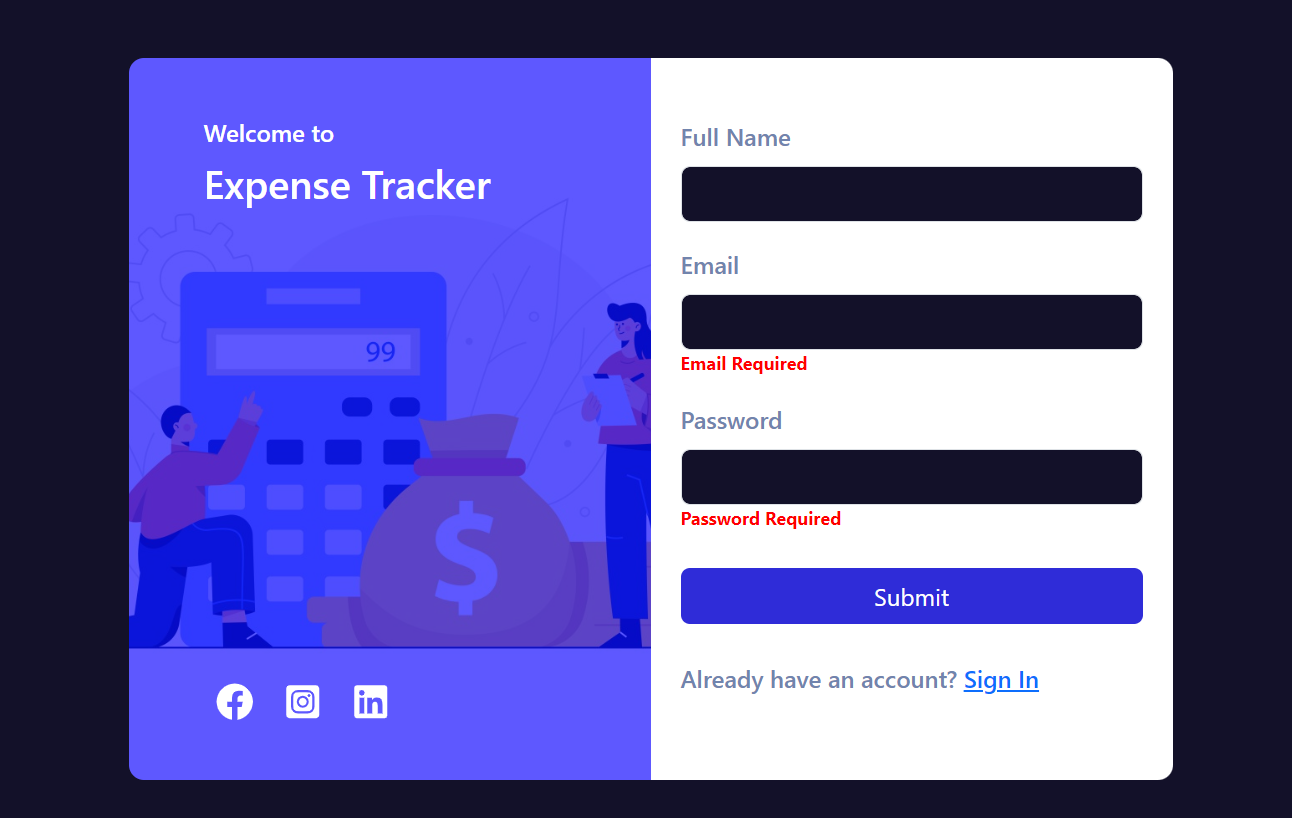 Welcome to
Expense Tracker
99
$
Full Name
Email
Email Required
Password
Password Required
Submit
Already have an account? Sign In
in